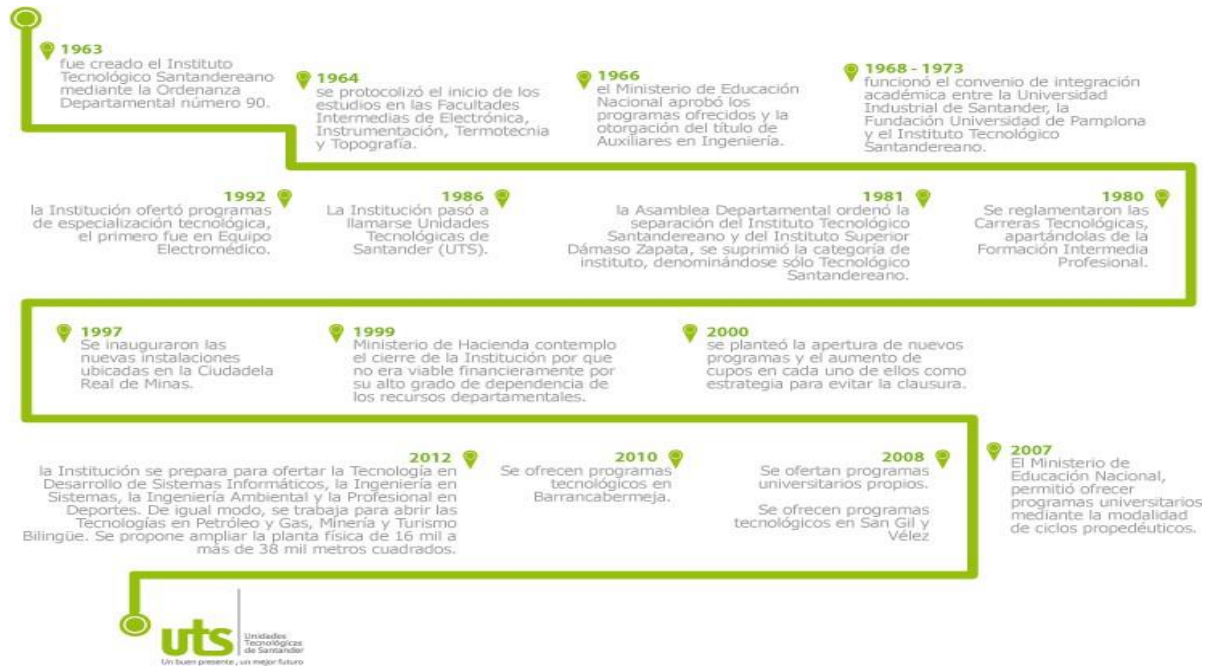 1963
fue creado el Instituto
Tecnológico Santandereano
mediante la Ordenanza
Departamental número 90.
1964
se protocolizó el inicio de los
estudios en las Facultades
Intermedias de Electrónica,
Instrumentación, Termotecnia
y Topografía.
1966
el Ministerio de Educación
Nacional aprobó los
programas ofrecidos y la
otorgación del título de
Auxiliares en Ingeniería.
1968 - 1973
funcionó el convenio de integración
académica entre la Universidad
Industrial de Santander, la
Fundación Universidad de Pamplona
y el Instituto Tecnológico
Santandereano.
1980
Se reglamentaron las
Carreras Tecnológicas,
apartándolas de la
Formación Intermedia
Profesional.
1981
la Asamblea Departamental ordenó la
separación del Instituto Tecnológico
Santandereano y del Instituto Superior
Dámaso Zapata, se suprimió la categoría de
instituto, denominándose sólo Tecnológico
Santandereano.
1986
La Institución pasó a
llamarse Unidades
Tecnológicas de
Santander (UTS).
1992
la Institución ofertó programas
de especialización tecnológica,
el primero fue en Equipo
Electromédico.
1997
Se inauguraron las
nuevas instalaciones
ubicadas en la Ciudadela
Real de Minas.
1999
Ministerio de Hacienda contemplo
el cierre de la Institución por que
no era viable financieramente por
su alto grado de dependencia de
los recursos departamentales.
2000
se planteó la apertura de nuevos
programas y el aumento de
cupos en cada uno de ellos como
estrategia para evitar la clausura.
2007
El Ministerio de
Educación Nacional,
permitió ofrecer
programas universitarios
mediante la modalidad
de ciclos propedéuticos.
2008
Se ofertan programas
universitarios propios.
Se ofrecen programas
tecnológicos en San Gil y
Vélez
2010
Se ofrecen programas
tecnológicos en
Barrancabermeja.
2012
la Institución se prepara para ofertar la Tecnología en
Desarrollo de Sistemas Informáticos, la Ingeniería en
Sistemas, la Ingeniería Ambiental y la Profesional en
Deportes. De igual modo, se trabaja para abrir las
Tecnologías en Petróleo y Gas, Minería y Turismo
Bilingüe. Se propone ampliar la planta física de 16 mil a
más de 38 mil metros cuadrados.
uts
Unidades
Tecnológicas
de Santander
Un buen presente, un mejor futuro